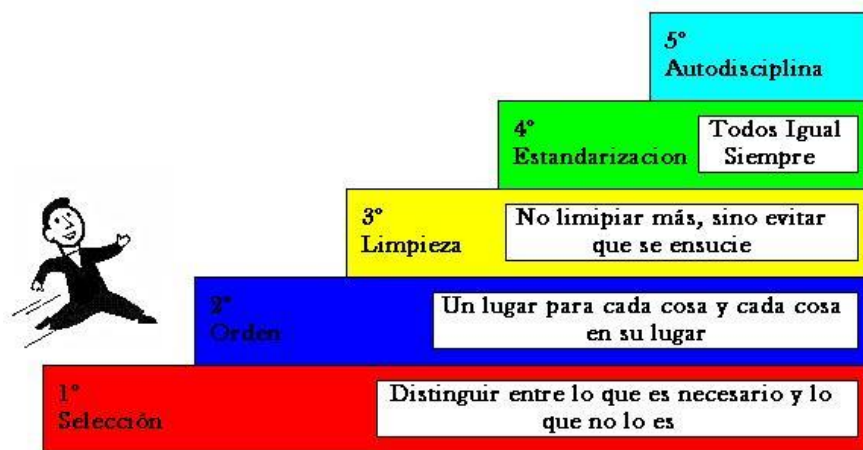 5°
Autodisciplina
4°
Estandarizacion
Todos Igual
Siempre
3°
Limpieza
No limipiar más, sino evitar
que se ensucie
2°
Orden
Un lugar para cada cosa y cada cosa
en su lugar
1°
Selección
Distinguir entre lo que es necesario y lo
que no lo es